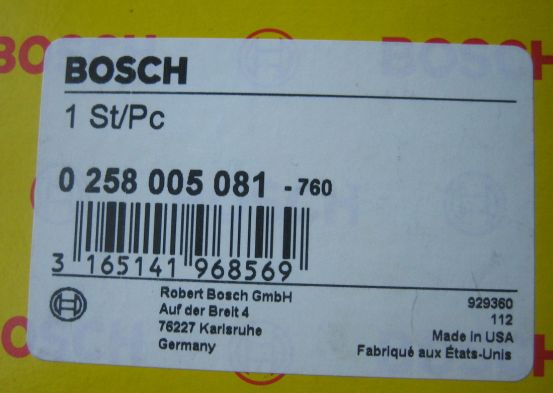 BOSCH
1 St/Pc
0 258 005 081 - 760
3 165141 968569
Robert Bosch GmbH
Auf der Breit 4
76227 Karlsruhe
Germany
929360
112
Made in USA
Fabriqué aux États-Unis